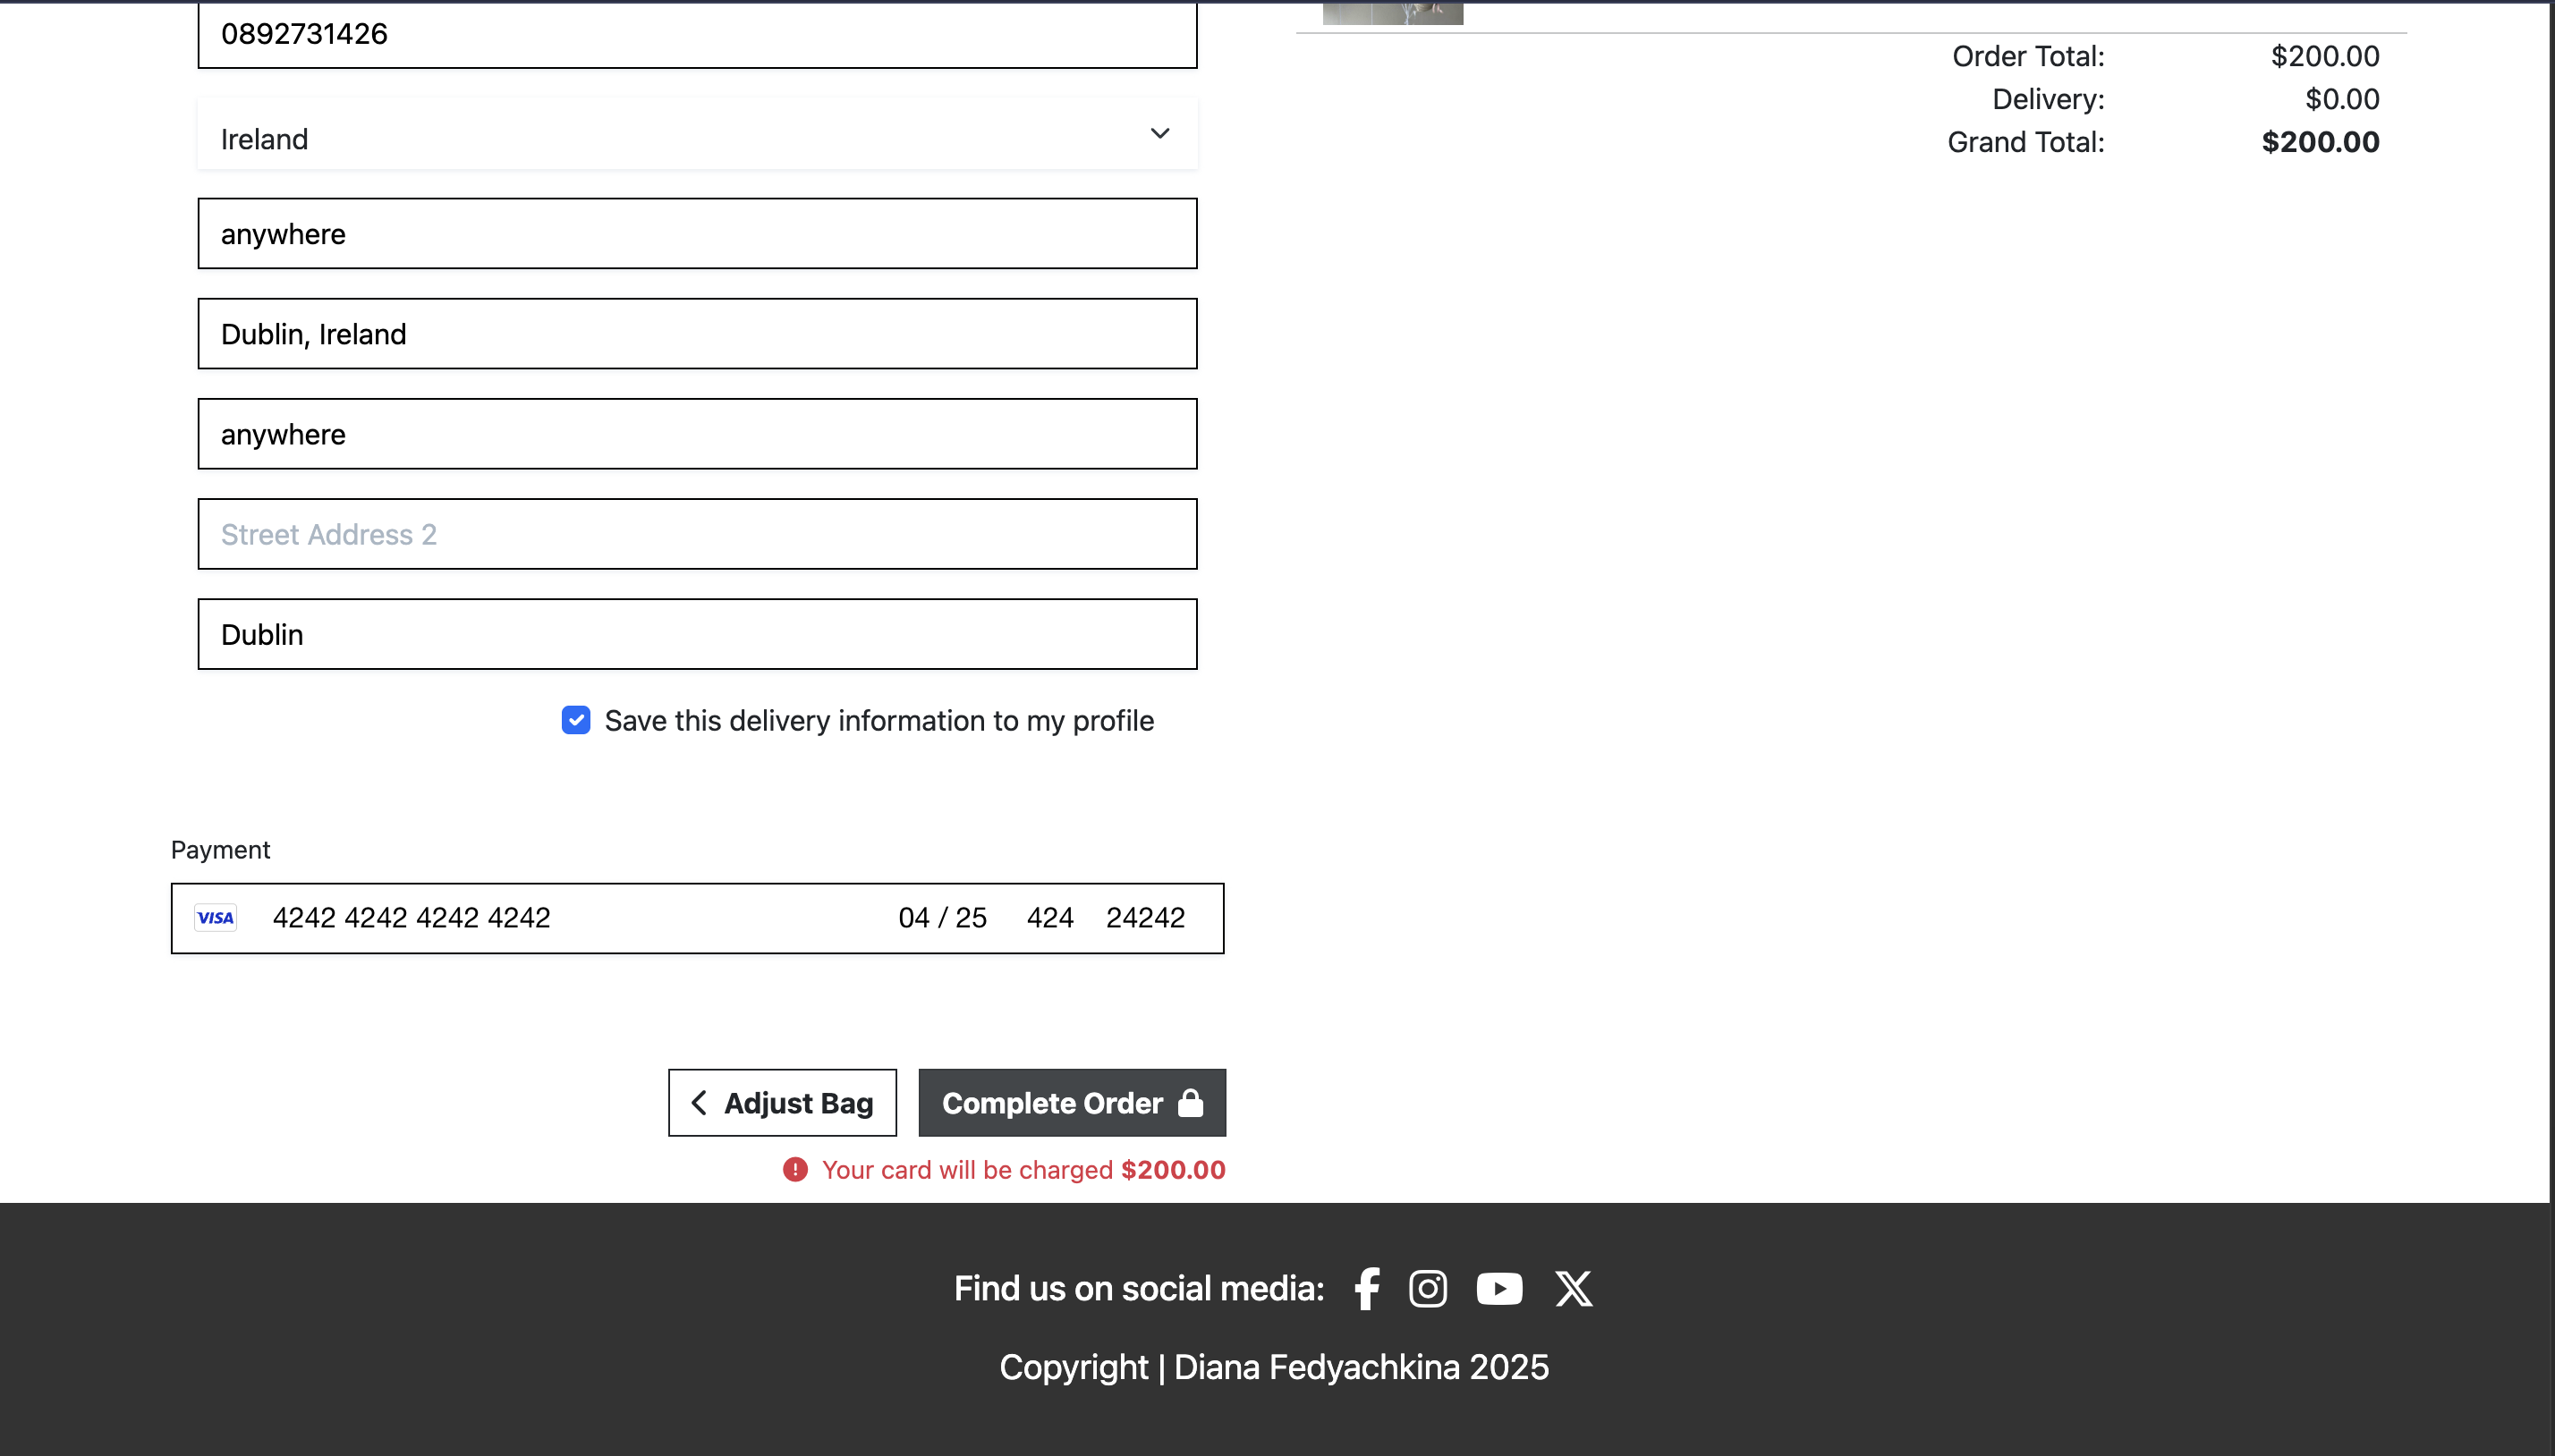 0892731426
Ireland
anywhere
Dublin, Ireland
anywhere
Street Address 2
Dublin
Save this delivery information to my profile
Payment
VISA 4242 4242 4242 4242 04 / 25 424 24242
Adjust Bag
Complete Order
Your card will be charged $200.00
Order Total: $200.00
Delivery: $0.00
Grand Total: $200.00
Find us on social media:
Copyright | Diana Fedyachkina 2025